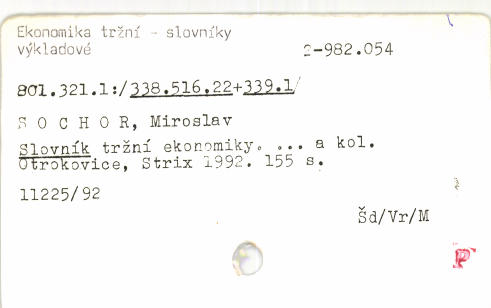 Ekonomika tržní - slovníky
výkladové
2-982.054
801.321.1:/338.516.22+339.1/
S O C H O R, Miroslav
Slovník tržní ekonomiky. ... a kol.
Otrokovice, Strix 1992. 155 s.
11225/92
Šd/Vr/M
P